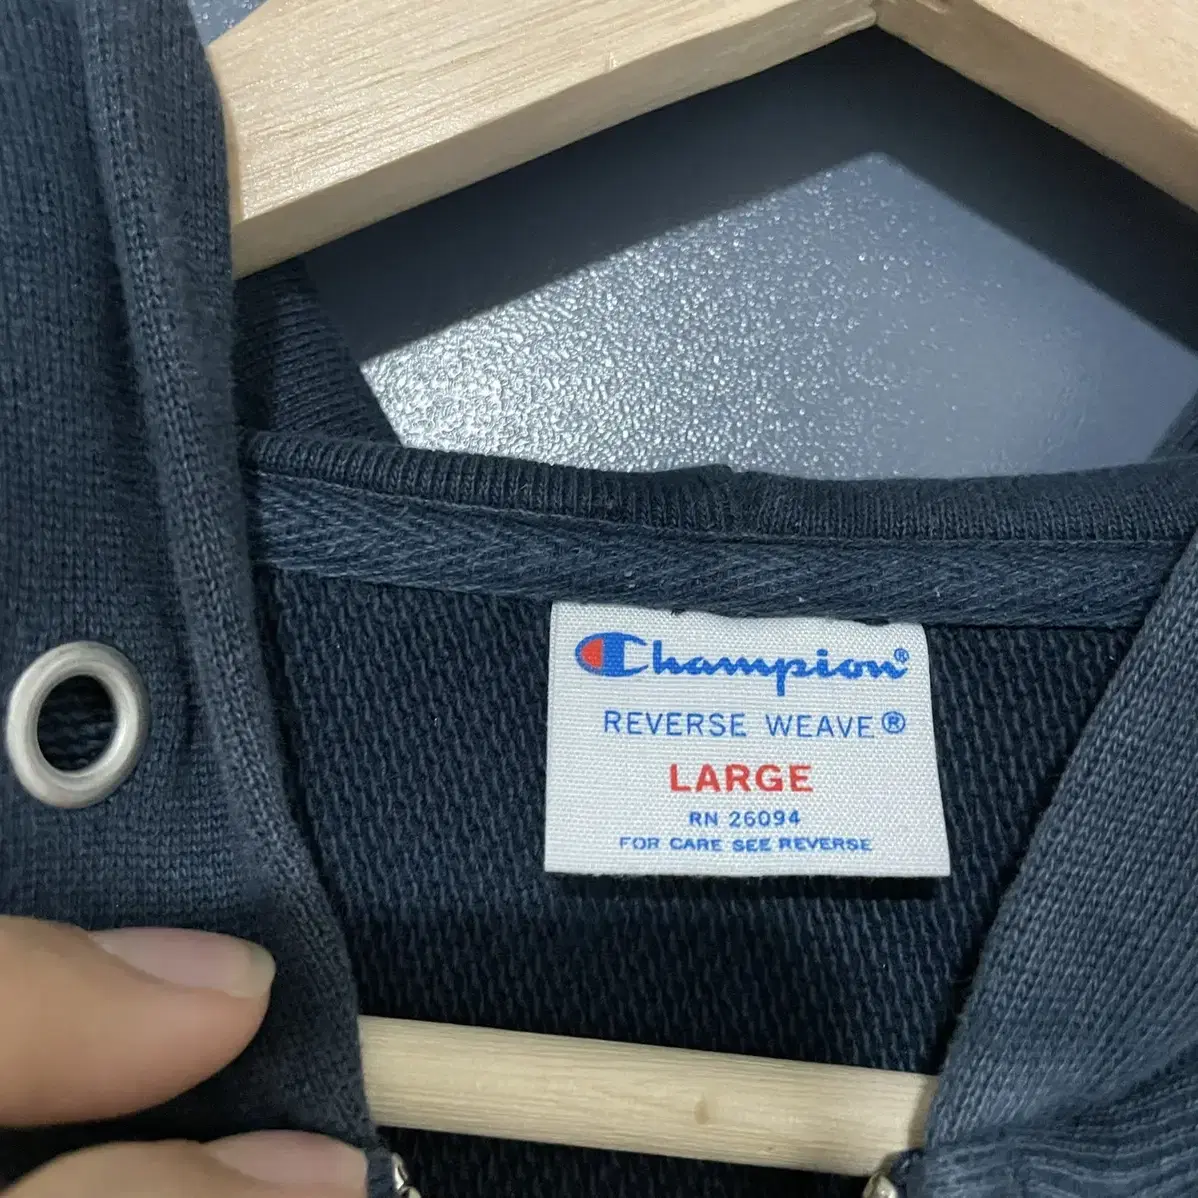 Champion®
REVERSE WEAVE®
LARGE
RN 26094
FOR CARE SEE REVERSE